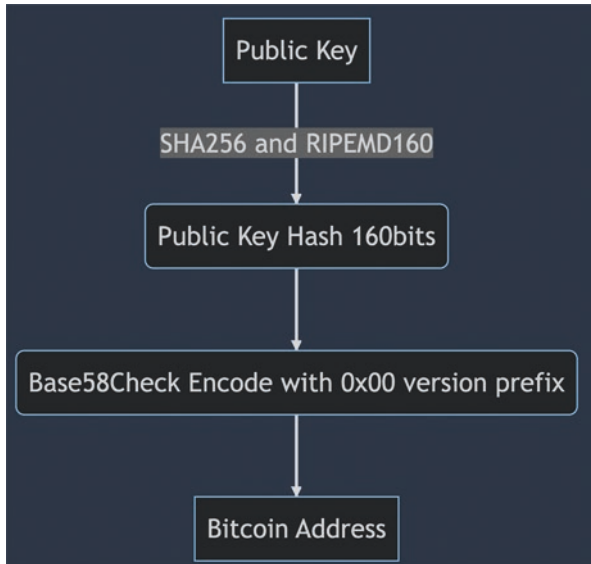 Public Key
SHA256 and RIPEMD160
Public Key Hash 160bits
Base58Check Encode with 0x00 version prefix
Bitcoin Address